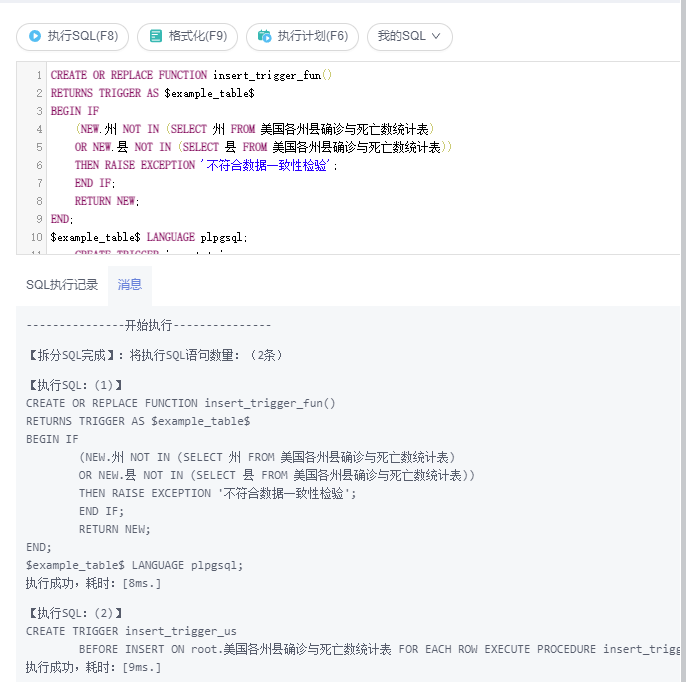 执行SQL(F8) 格式化(F9) 执行计划(F6) 我的SQL
1 CREATE OR REPLACE FUNCTION insert_trigger_fun()
2 RETURNS TRIGGER AS $example_table$
3 BEGIN IF
4 (NEW.州 NOT IN (SELECT 州 FROM 美国各州县确诊与死亡数统计表)
5 OR NEW.县 NOT IN (SELECT 县 FROM 美国各州县确诊与死亡数统计表))
6 THEN RAISE EXCEPTION '不符合数据一致性检验';
7 END IF;
8 RETURN NEW;
9 END;
10 $example_table$ LANGUAGE plpgsql;
SQL执行记录 消息
---------------开始执行---------------
【拆分SQL完成】：将执行SQL语句数量：（2条）
【执行SQL：(1)】
CREATE OR REPLACE FUNCTION insert_trigger_fun()
RETURNS TRIGGER AS $example_table$
BEGIN IF
(NEW.州 NOT IN (SELECT 州 FROM 美国各州县确诊与死亡数统计表)
OR NEW.县 NOT IN (SELECT 县 FROM 美国各州县确诊与死亡数统计表))
THEN RAISE EXCEPTION '不符合数据一致性检验';
END IF;
RETURN NEW;
END;
$example_table$ LANGUAGE plpgsql;
执行成功，耗时：[8ms.]
【执行SQL：(2)】
CREATE TRIGGER insert_trigger_us
BEFORE INSERT ON root.美国各州县确诊与死亡数统计表 FOR EACH ROW EXECUTE PROCEDURE
执行成功，耗时：[9ms.]